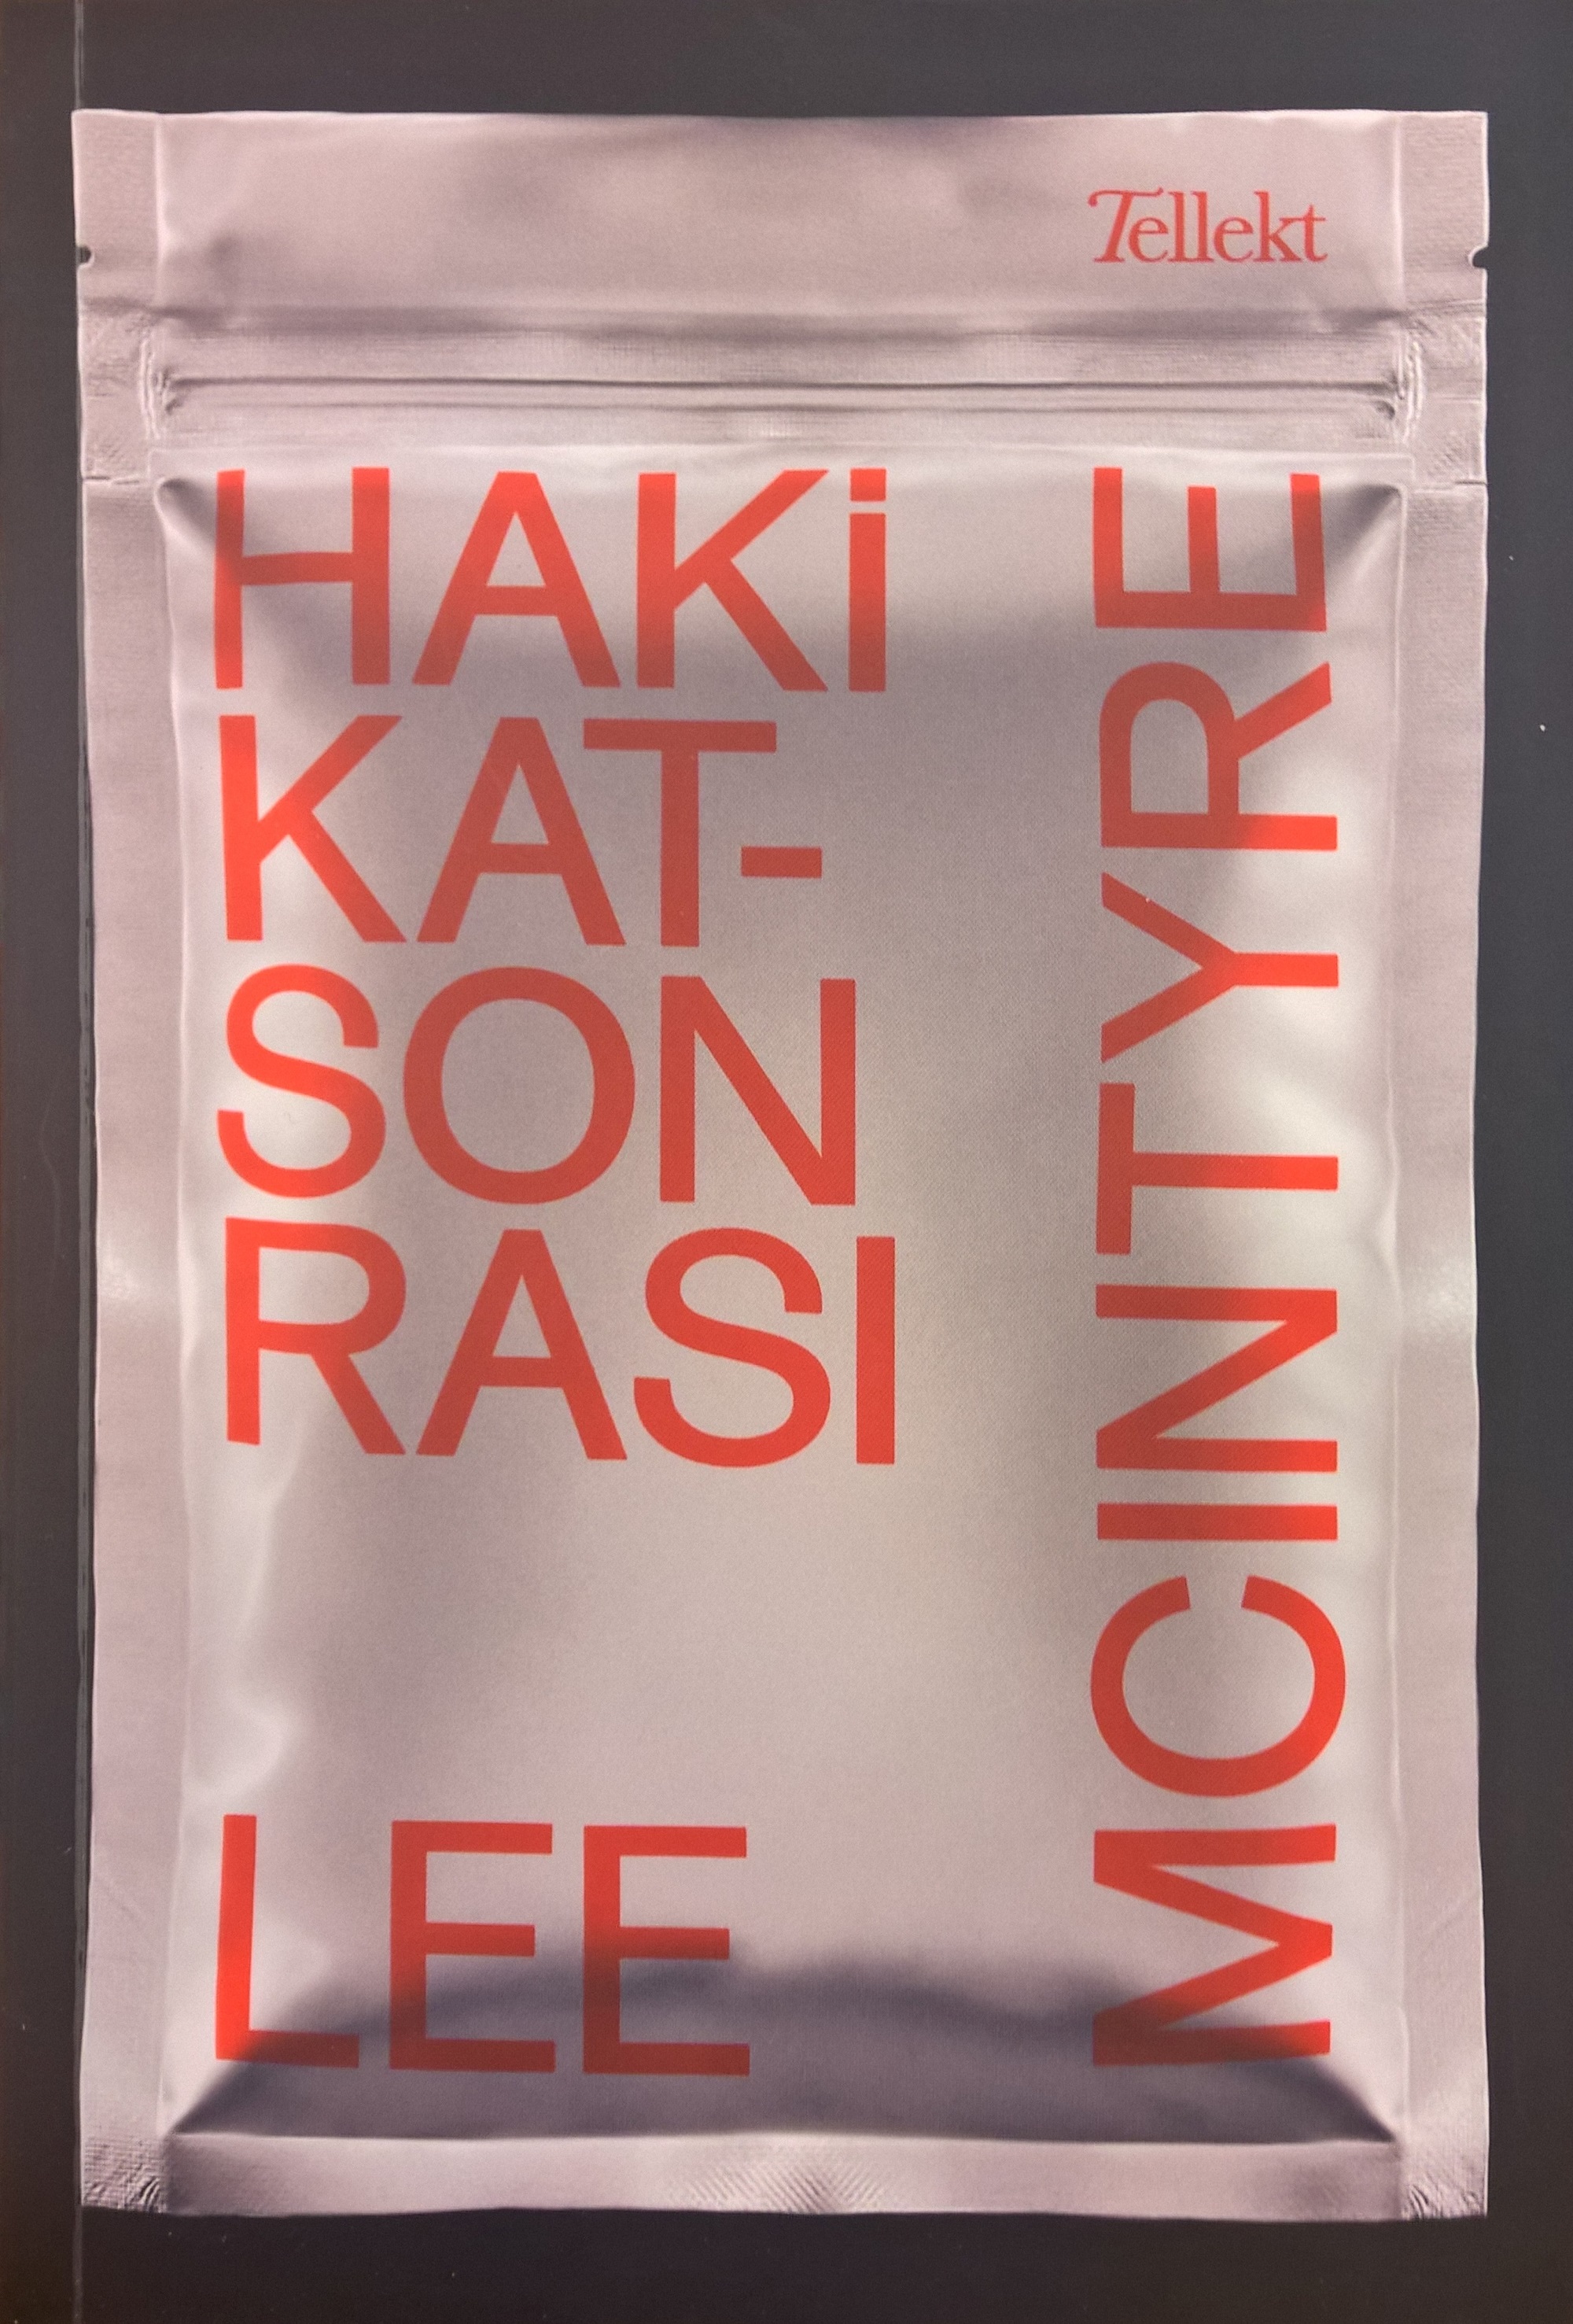 Tellekt
HAKİ
KAT-
SON
RASI
LEE
MCINTYRE